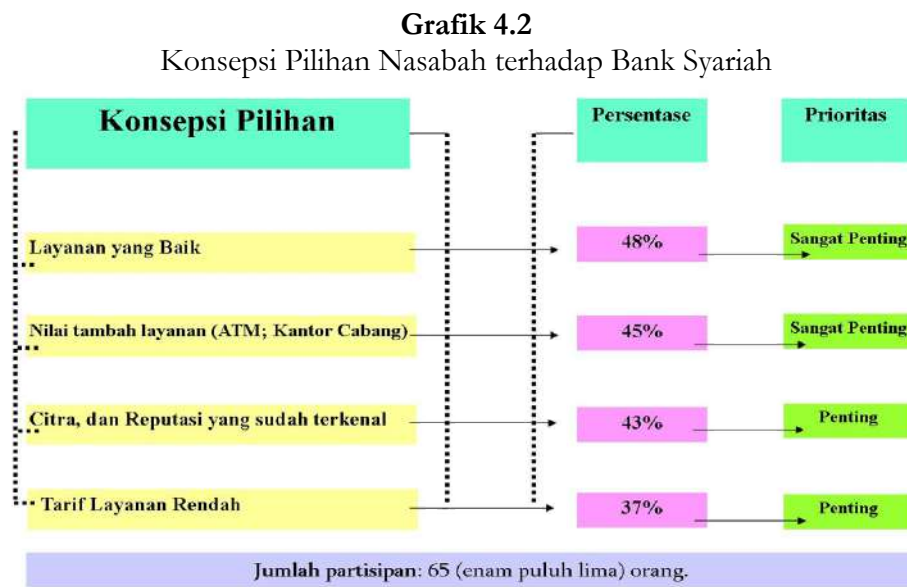 Grafik 4.2
Konsepsi Pilihan Nasabah terhadap Bank Syariah
Konsepsi Pilihan Persentase Prioritas
Layanan yang Baik 48% Sangat Penting
Nilai tambah layanan (ATM; Kantor Cabang) 45% Sangat Penting
Citra, dan Reputasi yang sudah terkenal 43% Penting
Tarif Layanan Rendah 37% Penting
Jumlah partisipan: 65 (enam puluh lima) orang.